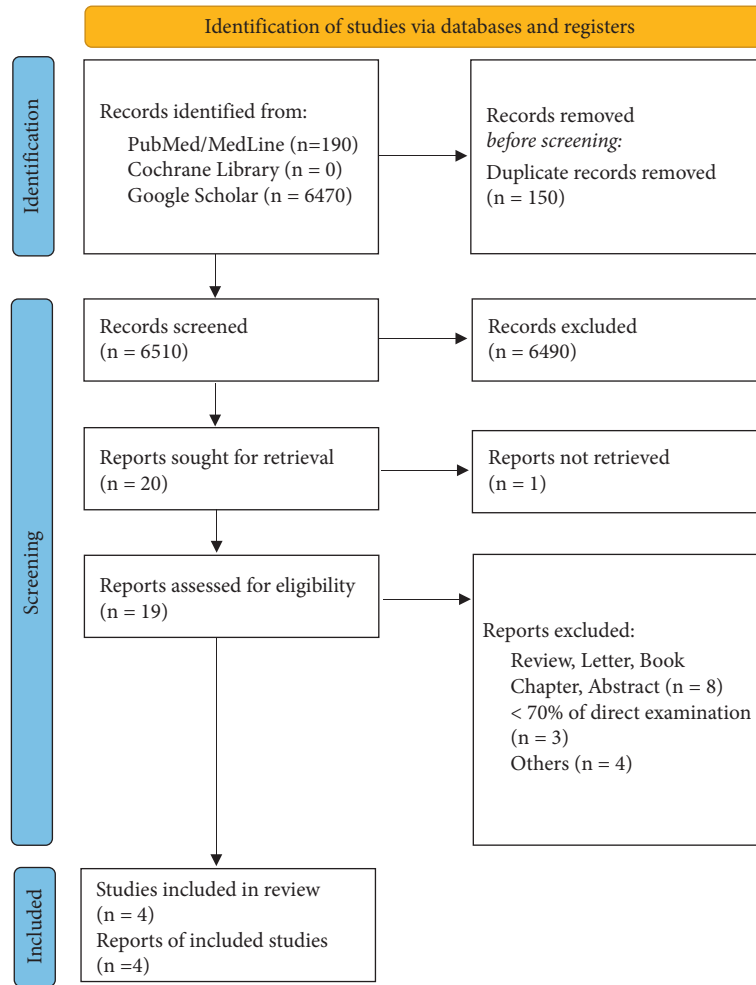 Identification of studies via databases and registers
Identification
Records identified from:
PubMed/MedLine (n=190)
Cochrane Library (n = 0)
Google Scholar (n = 6470)
Records removed
before screening:
Duplicate records removed
(n = 150)
Screening
Records screened
(n = 6510)
Records excluded
(n = 6490)
Reports sought for retrieval
(n = 20)
Reports not retrieved
(n = 1)
Reports assessed for eligibility
(n = 19)
Reports excluded:
Review, Letter, Book
Chapter, Abstract (n = 8)
< 70% of direct examination
(n = 3)
Others (n = 4)
Included
Studies included in review
(n = 4)
Reports of included studies
(n =4)